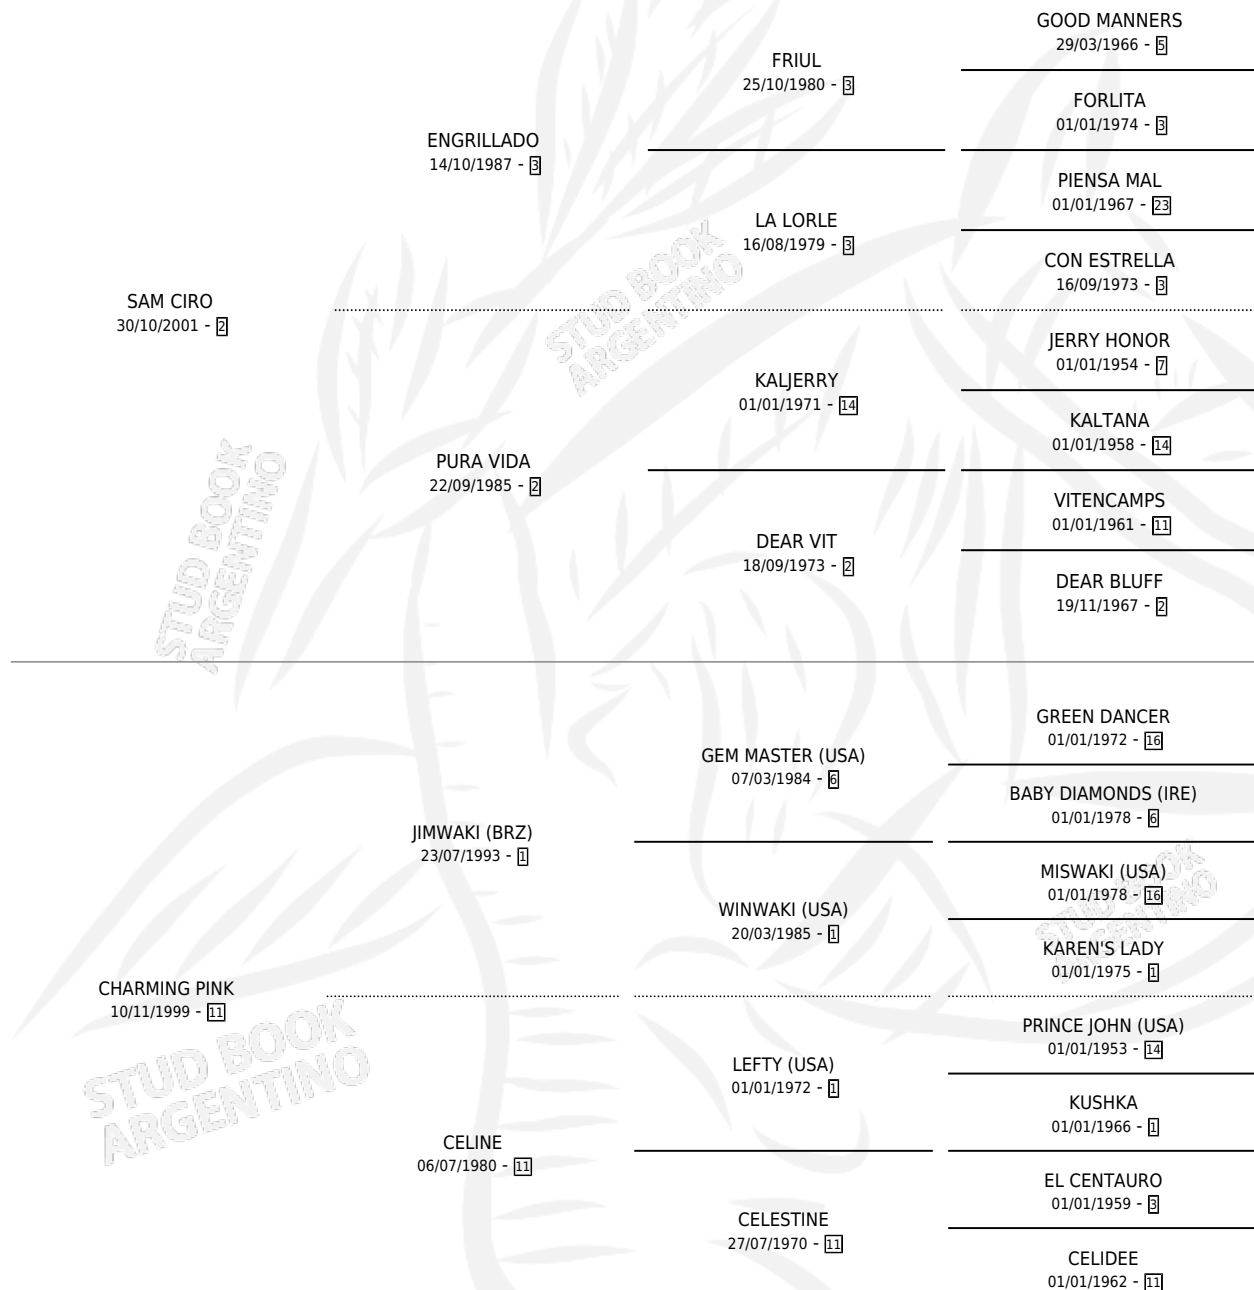 GOOD MANNERS
29/03/1966 - 5
FRIUL
25/10/1980 - 3
FORLITA
01/01/1974 - 3
ENGRILLADO
14/10/1987 - 3
PIENSA MAL
01/01/1967 - 23
LA LORLE
16/08/1979 - 3
CON ESTRELLA
16/09/1973 - 3
SAM CIRO
30/10/2001 - 2
STUD BOOK
ARGENTINO
JERRY HONOR
01/01/1954 - 7
KALJERRY
01/01/1971 - 14
KALTANA
01/01/1958 - 14
PURA VIDA
22/09/1985 - 2
VITENCAMPS
01/01/1961 - 11
DEAR VIT
18/09/1973 - 2
DEAR BLUFF
19/11/1967 - 2
STUD BOOK
ARGENTINO
GREEN DANCER
01/01/1972 - 16
GEM MASTER (USA)
07/03/1984 - 6
BABY DIAMONDS (IRE)
01/01/1978 - 6
JIMWAKI (BRZ)
23/07/1993 - 1
MISWAKI (USA)
01/01/1978 - 16
WINWAKI (USA)
20/03/1985 - 1
STUD BOOK
ARGENTINO
KAREN'S LADY
01/01/1975 - 1
CHARMING PINK
10/11/1999 - 11
STUD BOOK
ARGENTINO
PRINCE JOHN (USA)
01/01/1953 - 14
LEFTY (USA)
01/01/1972 - 1
KUSHKA
01/01/1966 - 1
CELINE
06/07/1980 - 11
EL CENTAURO
01/01/1959 - 3
CELESTINE
27/07/1970 - 11
CELIDEE
01/01/1962 - 11